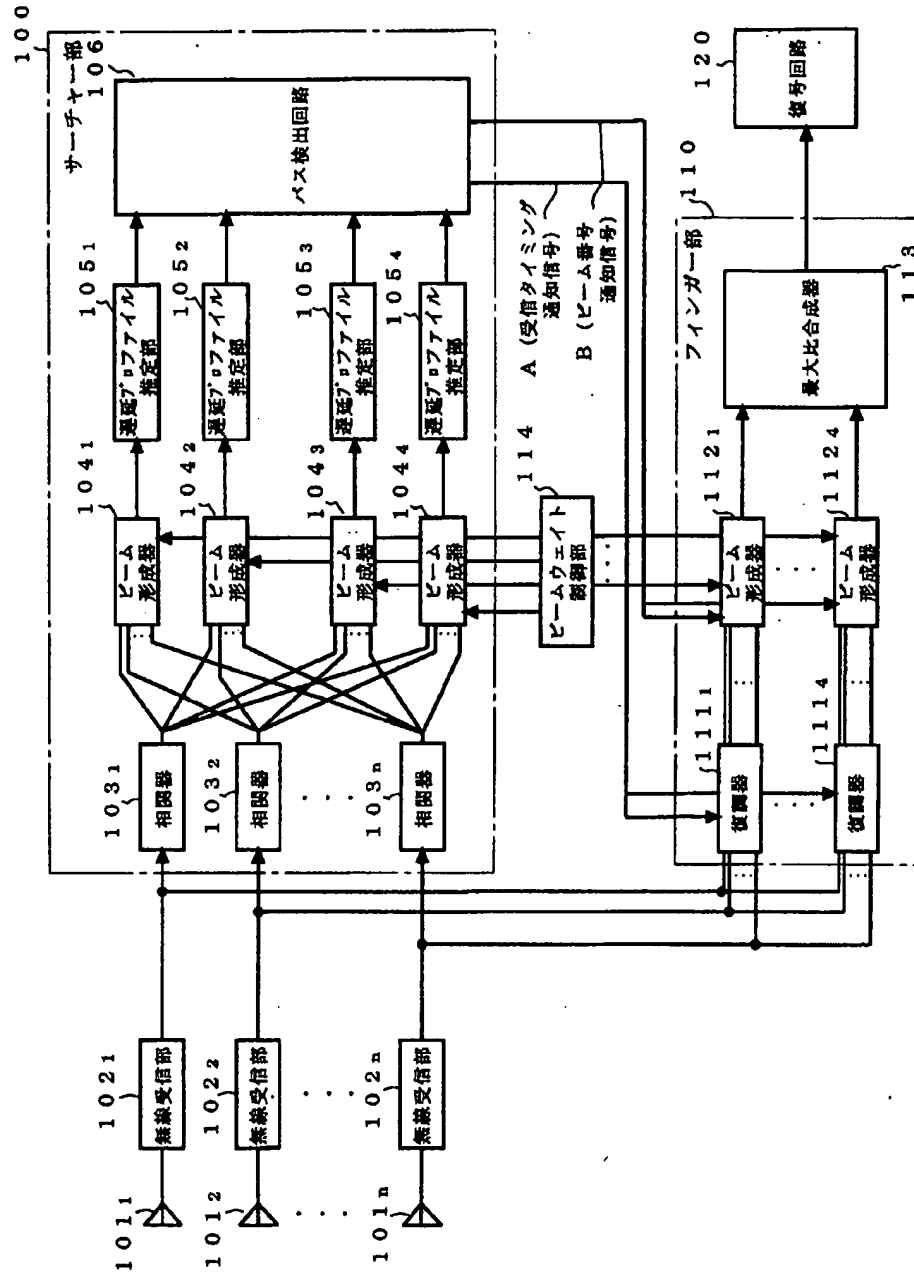 100
サーチャー部
106
パス検出回路
1051
遅延プロファイル
推定部
1052
遅延プロファイル
推定部
1053
遅延プロファイル
推定部
1054
遅延プロファイル
推定部
1041
ビーム
形成器
1042
ビーム
形成器
1043
ビーム
形成器
1044
ビーム
形成器
1031
相関器
1032
相関器
103n
相関器
1021
無線受信部
1022
無線受信部
102n
無線受信部
1011
1012
101n
A (受信タイミング
通知信号)
B (ビーム番号
通知信号)
114
ビームウェイト
制御部
110
フィンガー部
1111
復調器
1114
復調器
1121
ビーム
形成器
1124
ビーム
形成器
113
最大比合成器
120
復号回路